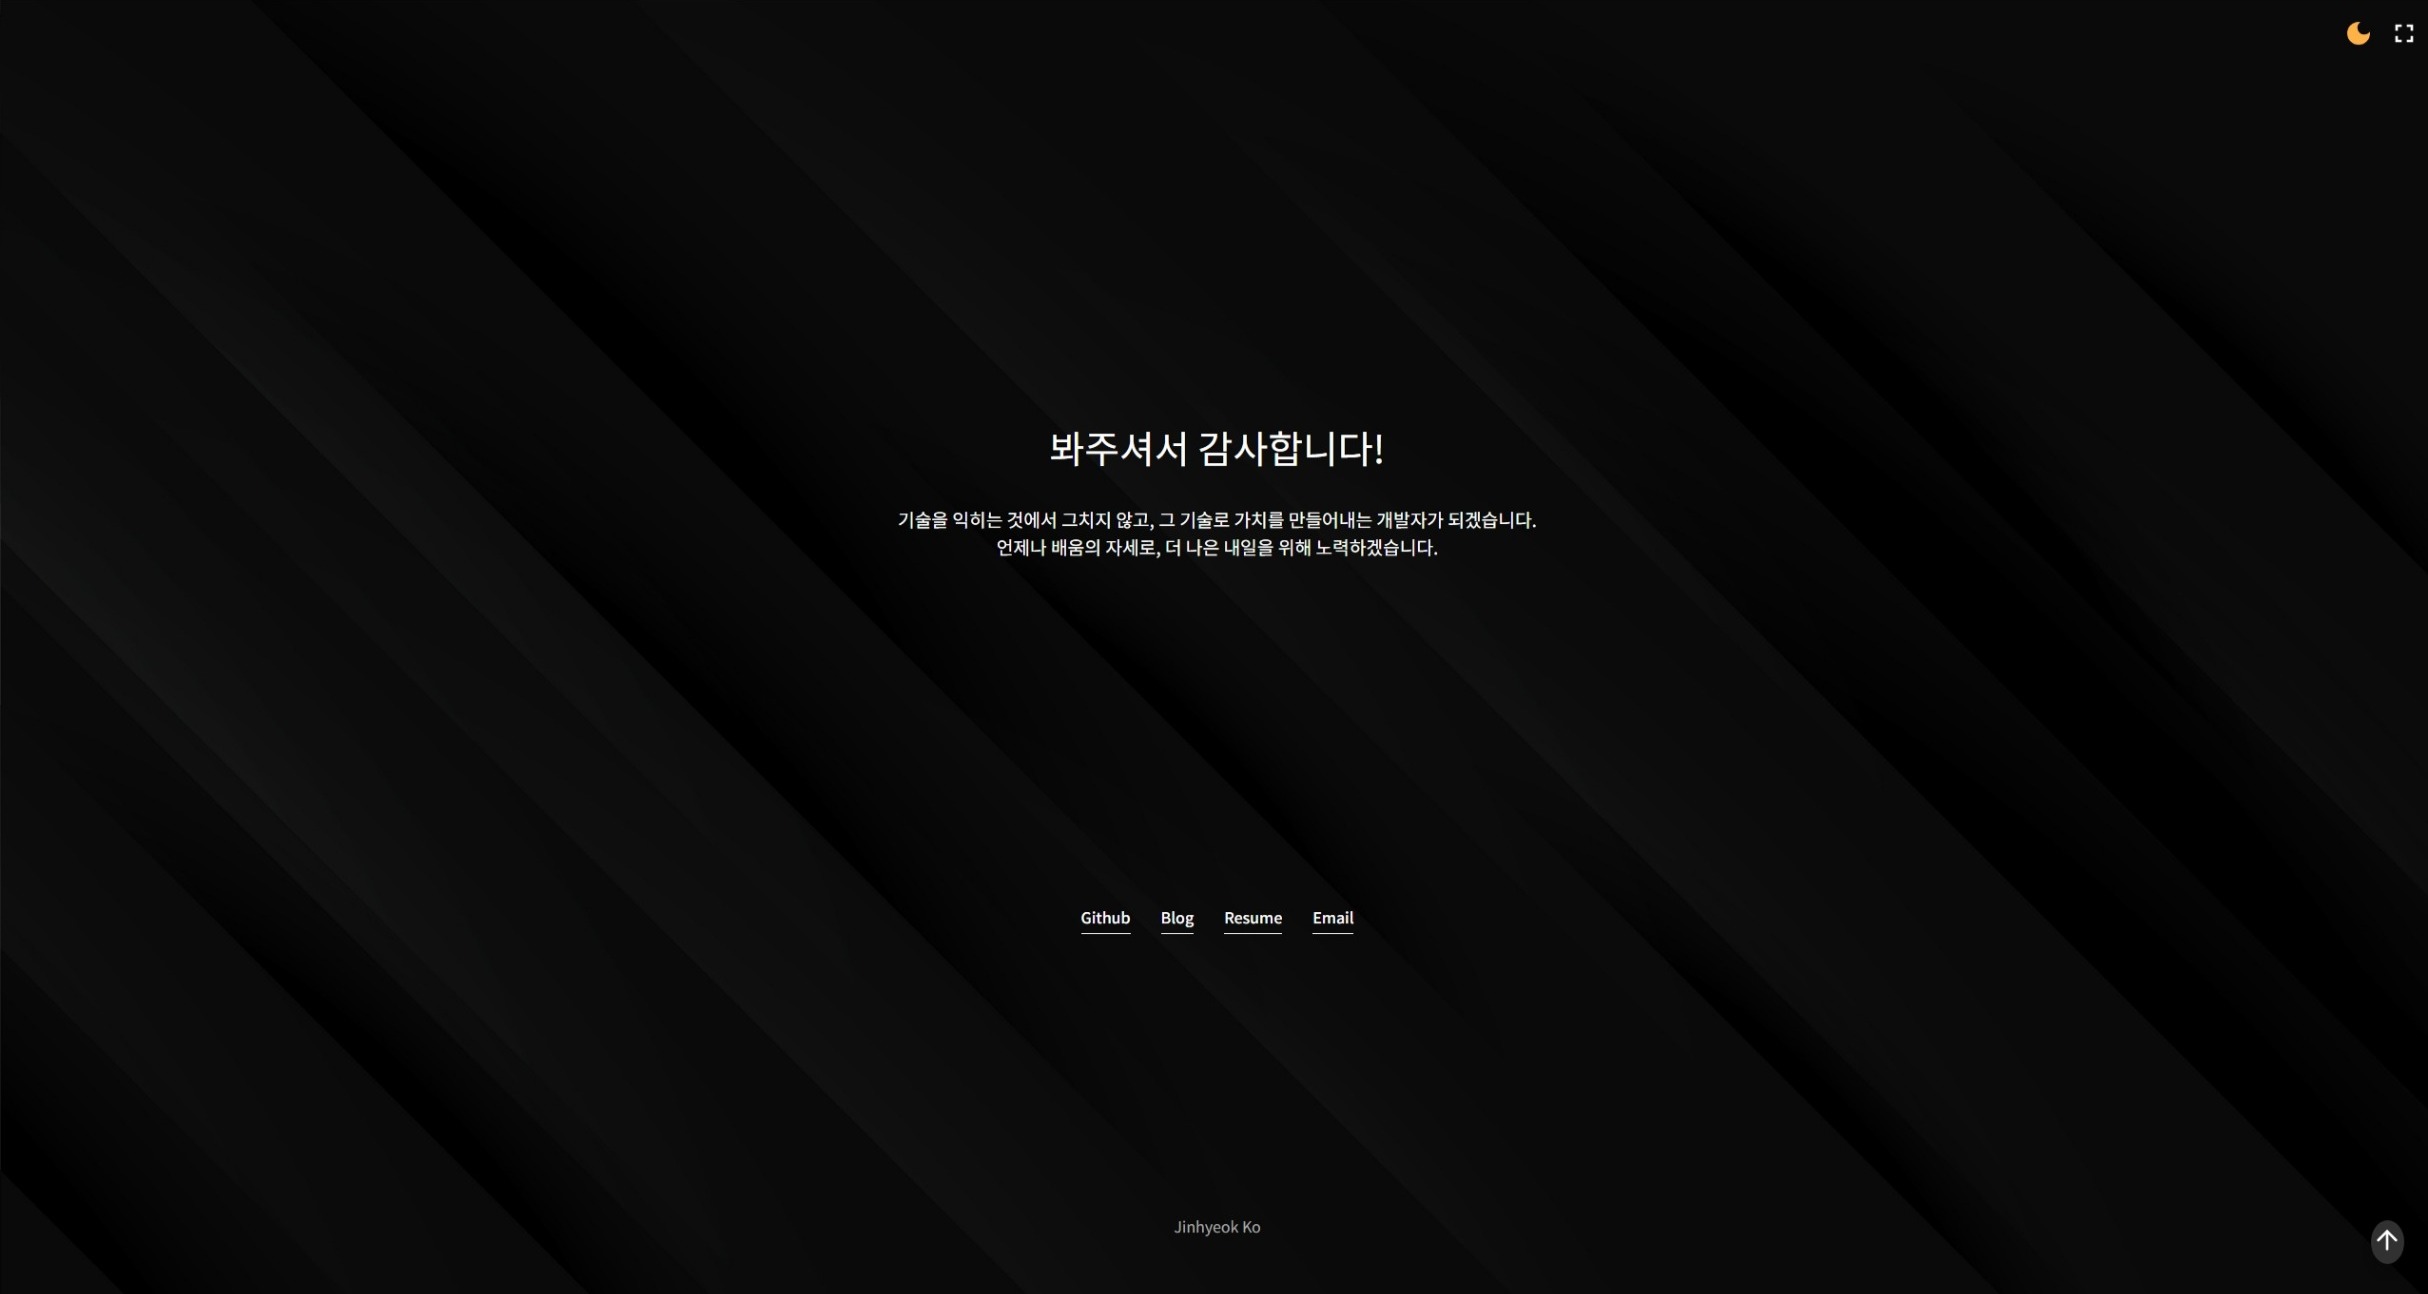 봐주셔서 감사합니다!
기술을 익히는 것에서 그치지 않고, 그 기술로 가치를 만들어내는 개발자가 되겠습니다.
언제나 배움의 자세로, 더 나은 내일을 위해 노력하겠습니다.
Github Blog Resume Email
Jinhyeok Ko